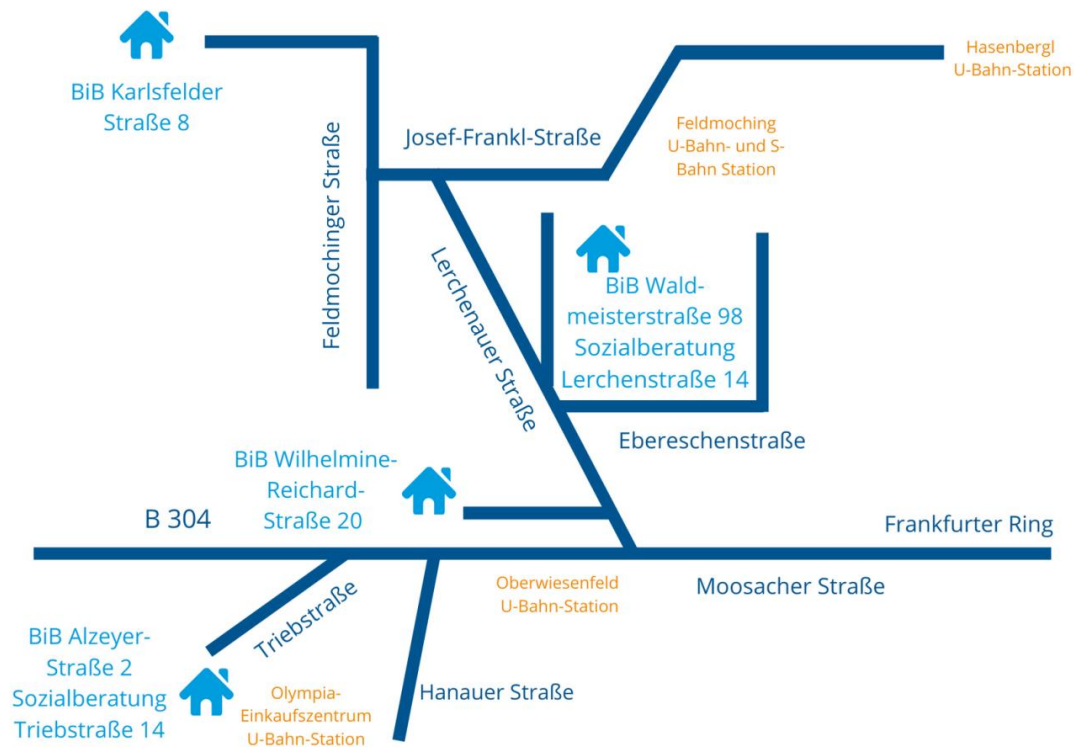 Hasenbergl
U-Bahn-Station
BiB Karlsfelder
Straße 8
Feldmoching
U-Bahn- und S-
Bahn Station
Josef-Frankl-Straße
Feldmochinger Straße
Lerchenauer Straße
BiB Wald-
meisterstraße 98
Sozialberatung
Lerchenstraße 14
Ebereschenstraße
BiB Wilhelmine-
Reichard-
Straße 20
B 304
Frankfurter Ring
Oberwiesenfeld
U-Bahn-Station
Moosacher Straße
Triebstraße
BiB Alzeyer-
Straße 2
Sozialberatung
Triebstraße 14
Olympia-
Einkaufszentrum
U-Bahn-Station
Hanauer Straße